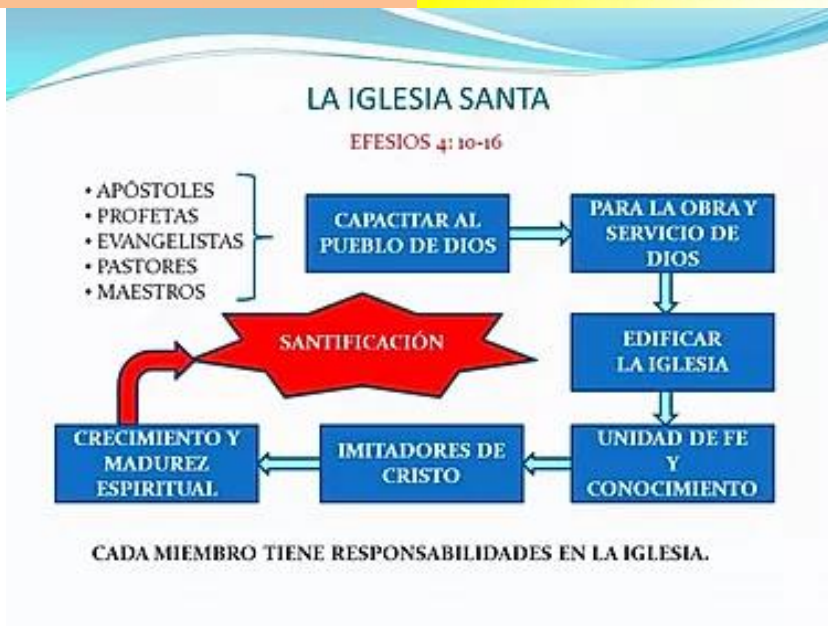 LA IGLESIA SANTA
EFESIOS 4: 10-16
• APÓSTOLES
• PROFETAS
• EVANGELISTAS
• PASTORES
• MAESTROS
CAPACITAR AL
PUEBLO DE DIOS
PARA LA OBRA Y
SERVICIO DE
DIOS
EDIFICAR
LA IGLESIA
UNIDAD DE FE
Y
CONOCIMIENTO
IMITADORES DE
CRISTO
CRECIMIENTO Y
MADUREZ
ESPIRITUAL
SANTIFICACIÓN
CADA MIEMBRO TIENE RESPONSABILIDADES EN LA IGLESIA.